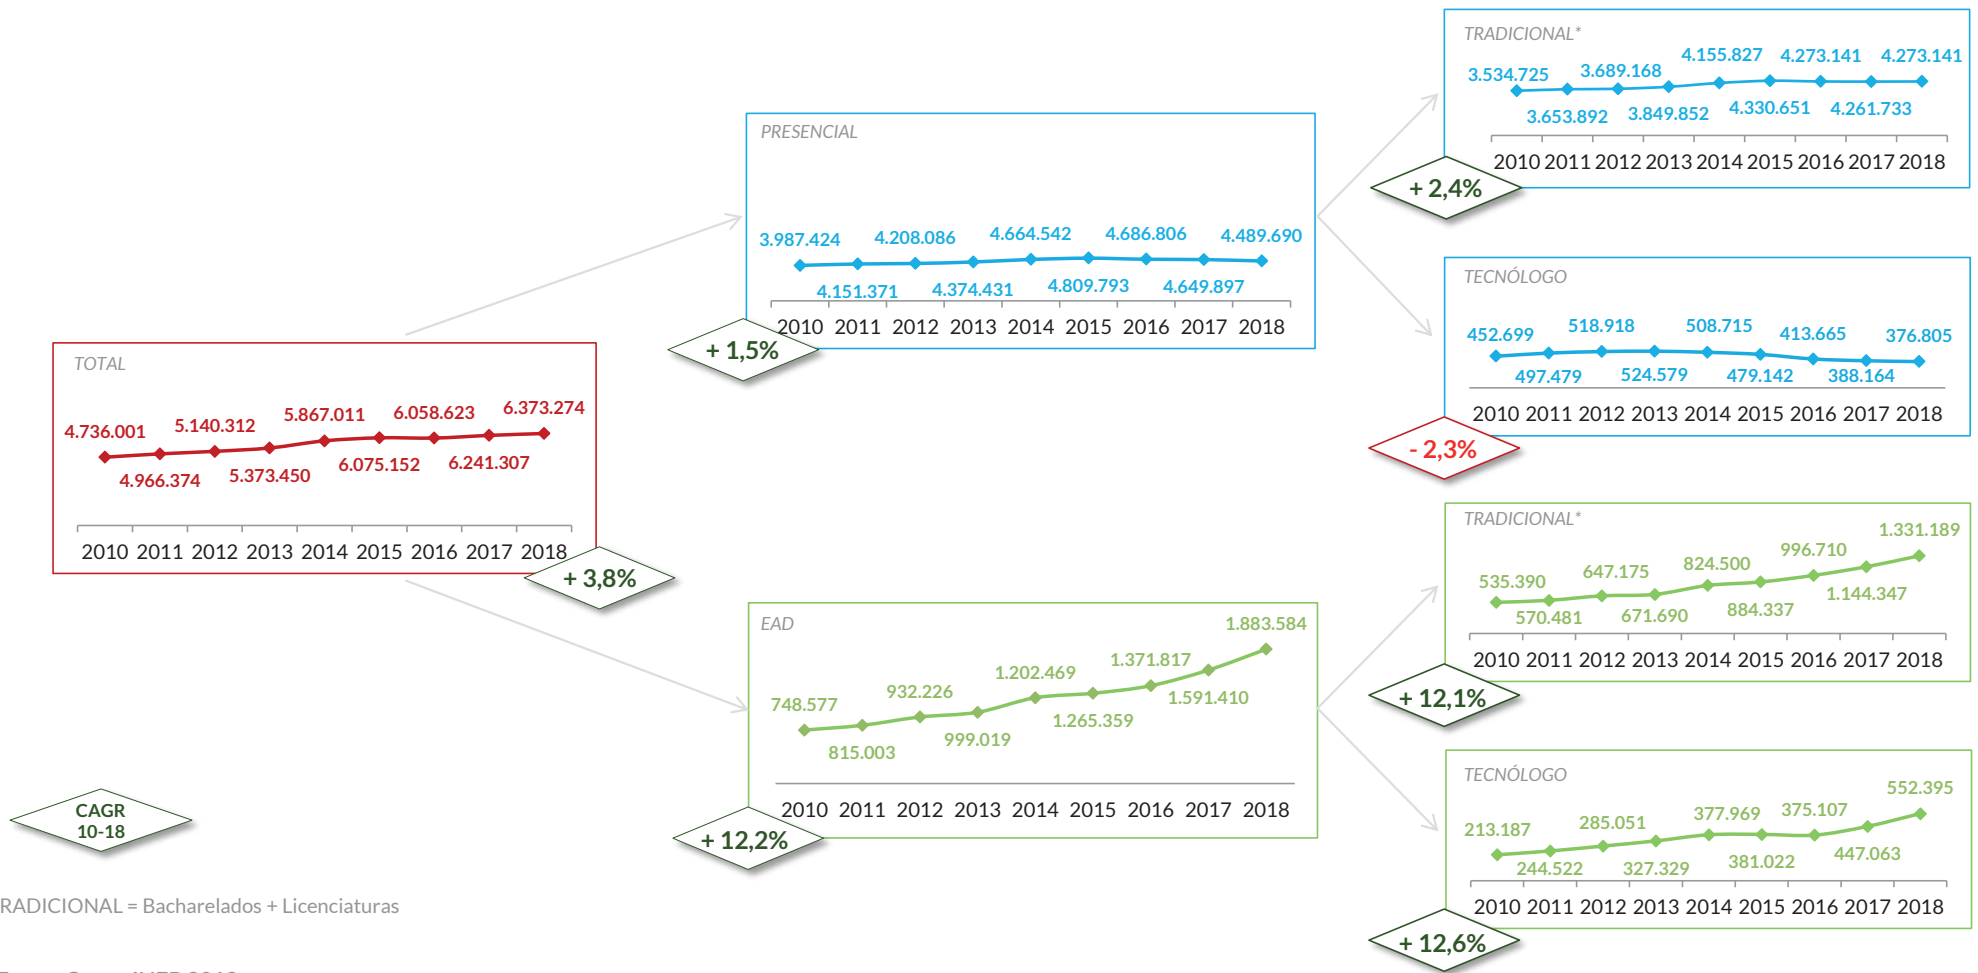 TOTAL
4.736.001 5.140.312 5.867.011 6.058.623 6.373.274
4.966.374 5.373.450 6.075.152 6.241.307
2010 2011 2012 2013 2014 2015 2016 2017 2018
+ 3,8%
PRESENCIAL
3.987.424 4.208.086 4.664.542 4.686.806 4.489.690
4.151.371 4.374.431 4.809.793 4.649.897
2010 2011 2012 2013 2014 2015 2016 2017 2018
+ 1,5%
EAD
748.577 932.226 1.202.469 1.371.817 1.883.584
815.003 999.019 1.265.359 1.591.410
2010 2011 2012 2013 2014 2015 2016 2017 2018
+ 12,2%
TRADICIONAL*
3.534.725 3.689.168 4.155.827 4.273.141 4.273.141
3.653.892 3.849.852 4.330.651 4.261.733
2010 2011 2012 2013 2014 2015 2016 2017 2018
+ 2,4%
TECNÓLOGO
452.699 518.918 508.715 413.665 376.805
497.479 524.579 479.142 388.164
2010 2011 2012 2013 2014 2015 2016 2017 2018
- 2,3%
TRADICIONAL*
535.390 647.175 824.500 996.710 1.331.189
570.481 671.690 884.337 1.144.347
2010 2011 2012 2013 2014 2015 2016 2017 2018
+ 12,1%
TECNÓLOGO
213.187 285.051 377.969 375.107 552.395
244.522 327.329 381.022 447.063
2010 2011 2012 2013 2014 2015 2016 2017 2018
+ 12,6%
CAGR
10-18
RADICIONAL = Bacharelados + Licenciaturas